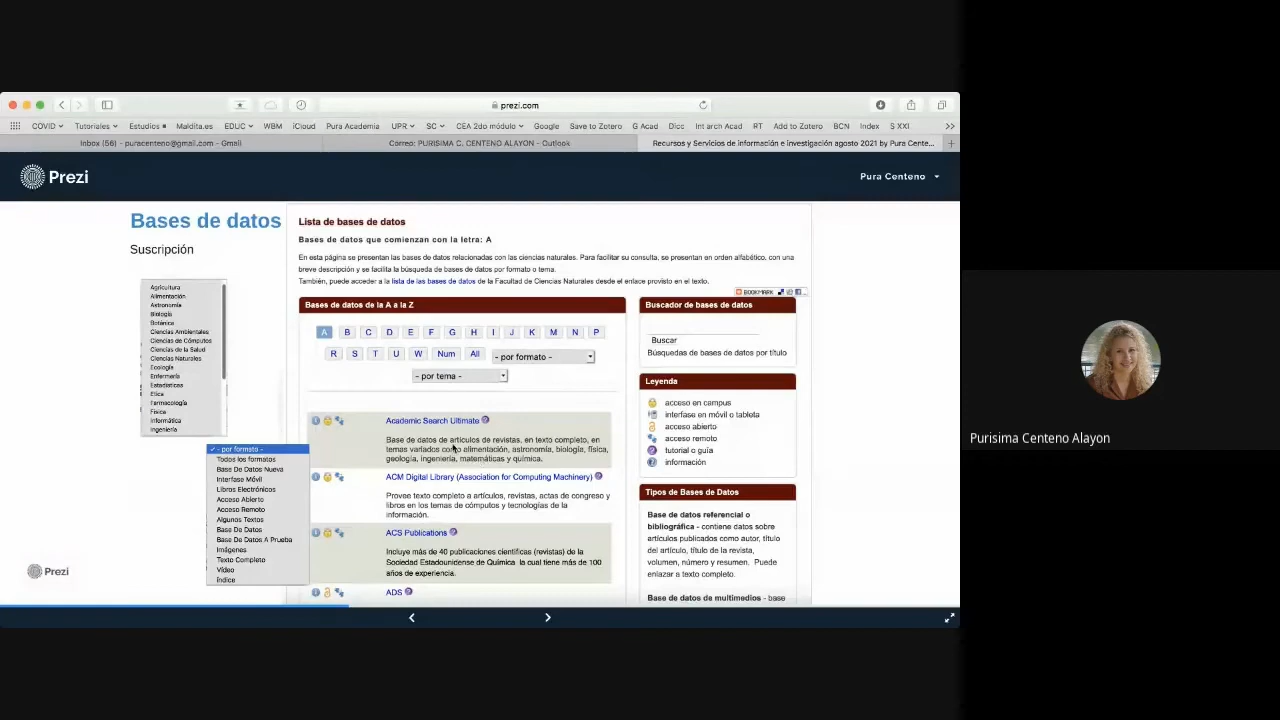 prezi.com
COVID Tutoriales Estudios Maldita.es EDUC WBM iCloud Pura Academia UPR SC CEA 2do módulo Google Save to Zotero G Acad Dicc Int arch Acad RT Add to Zotero BCN Index S XXI
Inbox (56) - puracenteno@gmail.com - Gmail
Correo: PURISIMA C. CENTENO ALAYON - Outlook
Recursos y Servicios de información e investigación agosto 2021 by Pura Cente...
Prezi
Pura Centeno
Bases de datos
Suscripción
Agricultura
Alimentación
Astronomía
Biología
Botánica
Ciencias Ambientales
Ciencias de Cómputos
Ciencias de la Salud
Ciencias Naturales
Ecología
Enfermería
Estadísticas
Etica
Farmacología
Física
Informática
Ingeniería
- por formato -
Todos los formatos
Base De Datos Nueva
Interfase Móvil
Libros Electrónicos
Acceso Abierto
Acceso Remoto
Algunos Textos
Base De Datos
Base De Datos A Prueba
Imágenes
Texto Completo
Vídeo
Índice
Lista de bases de datos
Bases de datos que comienzan con la letra: A
En esta página se presentan las bases de datos relacionadas con las ciencias naturales. Para facilitar su consulta, se presentan en orden alfabético, con una
breve descripción y se facilita la búsqueda de bases de datos por formato o tema.
También, puede acceder a la lista de las bases de datos de la Facultad de Ciencias Naturales desde el enlace provisto en el texto.
BOOKMARK
Bases de datos de la A a la Z
A B C D E F G H I J K M N P
R S T U W Num All - por formato -
- por tema -
Academic Search Ultimate
Base de datos de artículos de revistas, en texto completo, en
temas variados como alimentación, astronomía, biología, física,
geología, ingeniería, matemáticas y química.
ACM Digital Library (Association for Computing Machinery)
Provee texto completo a artículos, revistas, actas de congreso y
libros en los temas de cómputos y tecnologías de la
información.
ACS Publications
Incluye más de 40 publicaciones científicas (revistas) de la
Sociedad Estadounidense de Química la cual tiene más de 100
años de experiencia.
ADS
Buscador de bases de datos
Buscar
Búsquedas de bases de datos por título
Leyenda
acceso en campus
interfase en móvil o tableta
acceso abierto
acceso remoto
tutorial o guía
información
Tipos de Bases de Datos
Base de datos referencial o
bibliográfica - contiene datos sobre
artículos publicados como autor, título
del artículo, título de la revista,
volumen, número y resumen. Puede
enlazar a texto completo.
Base de datos de multimedios - base
Prezi
Purisima Centeno Alayon